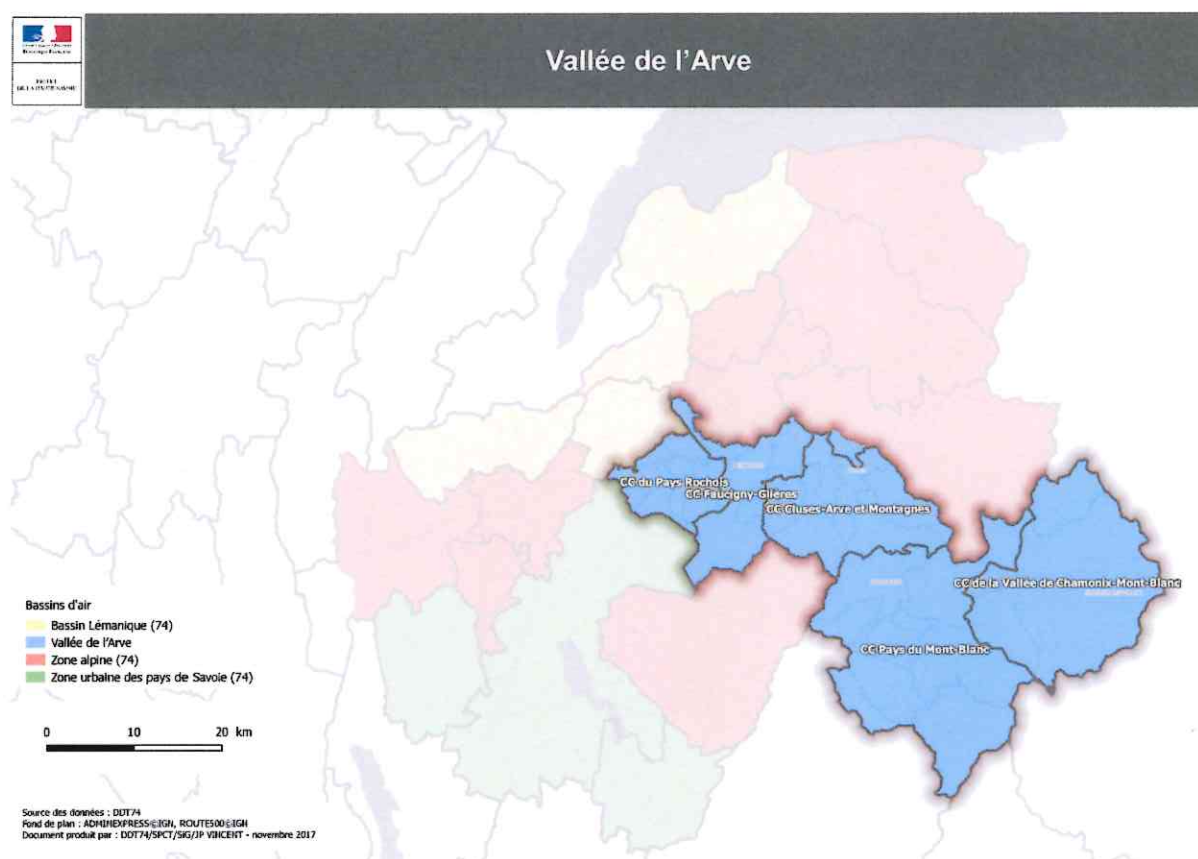 Vallée de l'Arve
CC du Pays Rochois
CC Faucigny-Glières
CC Cluses-Arve et Montagnes
CC de la Vallée de Chamonix-Mont-Blanc
CC Pays du Mont-Blanc
Bassins d'air
Bassin Lémanique (74)
Vallée de l'Arve
Zone alpine (74)
Zone urbaine des pays de Savoie (74)
0 10 20 km
Source des données : DDT74
Fond de plan : ADMINEXPRESS©IGN, ROUTE500©IGN
Document produit par : DDT74/SPCT/SIG/JP VINCENT - novembre 2017